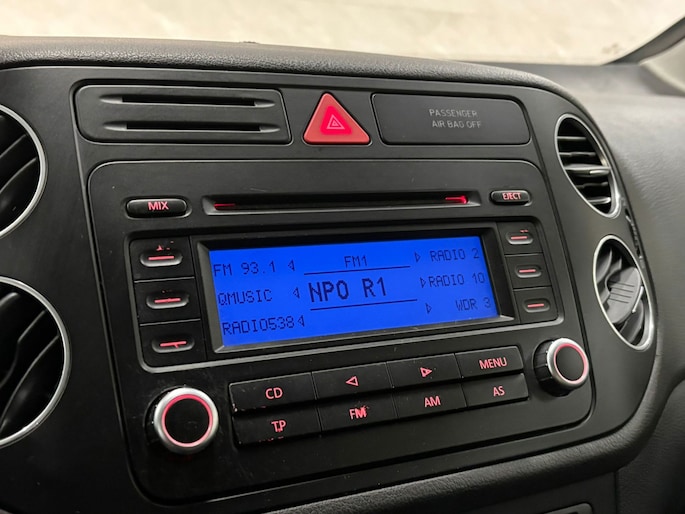 PASSENGER
AIR BAG OFF
MIX
EJECT
FM 93.1 FM1 RADIO 2
QMUSIC NPO R1 RADIO 10
RADIO538 WDR 3
CD MENU
TP FM AM AS